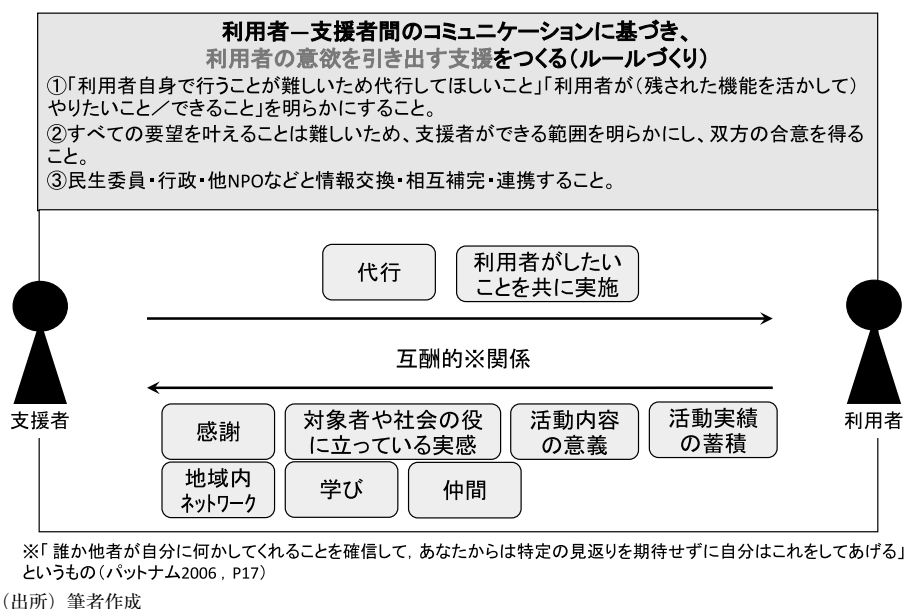 利用者－支援者間のコミュニケーションに基づき、
利用者の意欲を引き出す支援をつくる(ルールづくり)
①｢利用者自身で行うことが難しいため代行してほしいこと｣｢利用者が(残された機能を活かして)
やりたいこと／できること｣を明らかにすること。
②すべての要望を叶えることは難しいため、支援者ができる範囲を明らかにし、双方の合意を得る
こと。
③民生委員・行政・他NPOなどと情報交換・相互補完・連携すること。
代行
利用者がしたい
ことを共に実施
互酬的※関係
支援者
利用者
感謝
対象者や社会の役
に立っている実感
活動内容
の意義
活動実績
の蓄積
地域内
ネットワーク
学び
仲間
※｢ 誰か他者が自分に何かしてくれることを確信して，あなたからは特定の見返りを期待せずに自分はこれをしてあげる｣
というもの(パットナム2006 , P17)
（出所）筆者作成